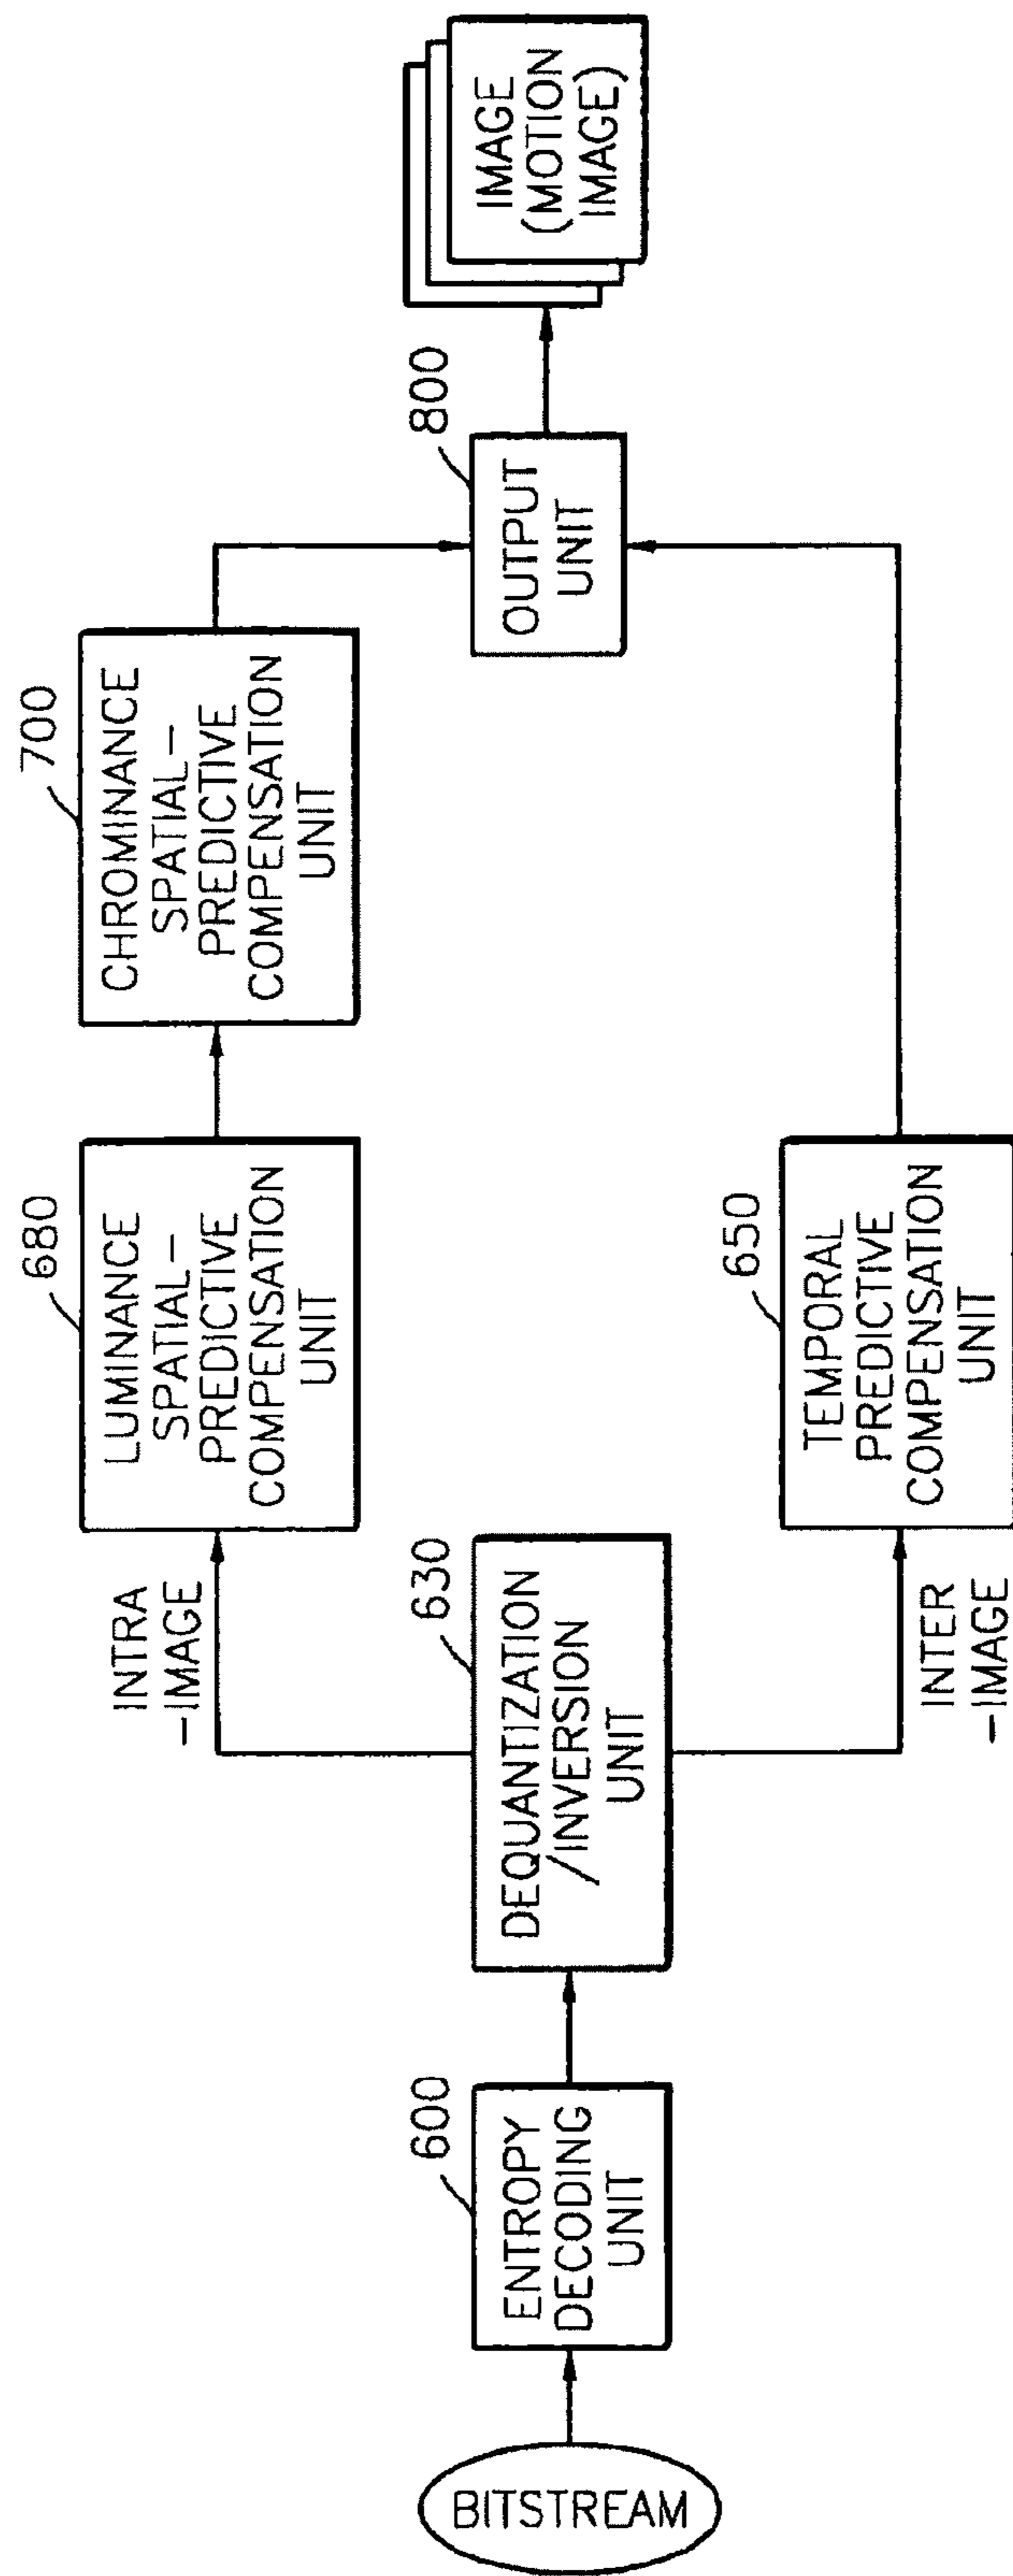 BITSTREAM
600
ENTROPY
DECODING
UNIT
630
DEQUANTIZATION
/INVERSION
UNIT
INTRA
-IMAGE
680
LUMINANCE
SPATIAL-
PREDICTIVE
COMPENSATION
UNIT
700
CHROMINANCE
SPATIAL-
PREDICTIVE
COMPENSATION
UNIT
INTER
-IMAGE
650
TEMPORAL
PREDICTIVE
COMPENSATION
UNIT
800
OUTPUT
UNIT
IMAGE
(MOTION
IMAGE)